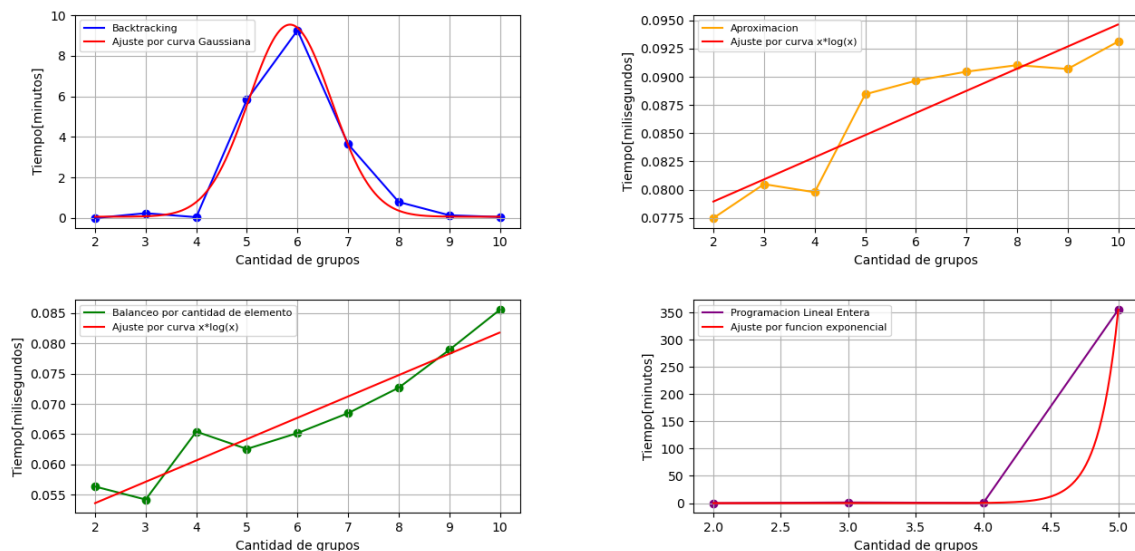 Backtracking
Ajuste por curva Gaussiana
10
8
6
4
2
0
Tiempo[minutos]
2 3 4 5 6 7 8 9 10
Cantidad de grupos
Aproximacion
Ajuste por curva x*log(x)
0.0950
0.0925
0.0900
0.0875
0.0850
0.0825
0.0800
0.0775
Tiempo[milisegundos]
2 3 4 5 6 7 8 9 10
Cantidad de grupos
Balanceo por cantidad de elemento
Ajuste por curva x*log(x)
0.085
0.080
0.075
0.070
0.065
0.060
0.055
Tiempo[milisegundos]
2 3 4 5 6 7 8 9 10
Cantidad de grupos
Programacion Lineal Entera
Ajuste por funcion exponencial
350
300
250
200
150
100
50
0
Tiempo[minutos]
2.0 2.5 3.0 3.5 4.0 4.5 5.0
Cantidad de grupos